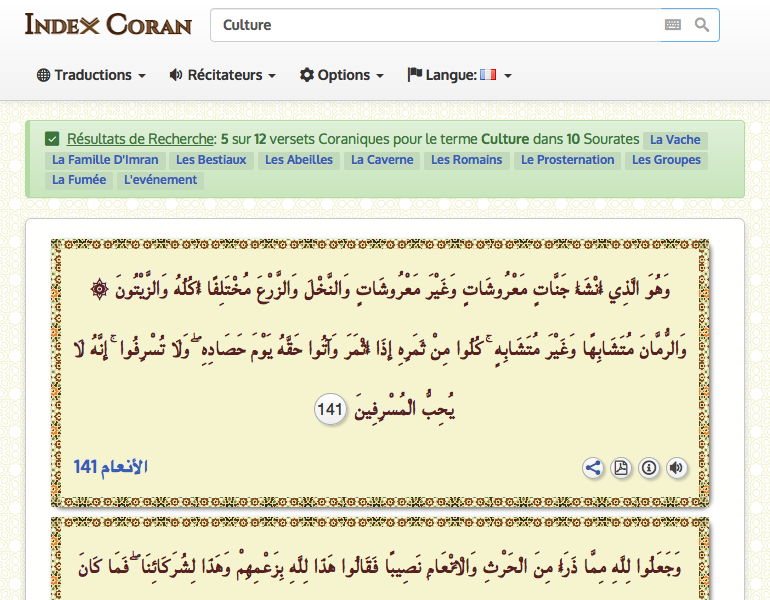 INDEX CORAN
Culture
Traductions Récitateurs Options Langue:
Résultats de Recherche: 5 sur 12 versets Coraniques pour le terme Culture dans 10 Sourates La Vache
La Famille D'Imran Les Bestiaux Les Abeilles La Caverne Les Romains Le Prosternation Les Groupes
La Fumée L'evénement
وَهُوَ الَّذِي أَنْشَأَ جَنَّاتٍ مَعْرُوشَاتٍ وَغَيْرَ مَعْرُوشَاتٍ وَالنَّخْلَ وَالزَّرْعَ مُخْتَلِفًا أُكُلُهُ وَالزَّيْتُونَ ۞
وَالرُّمَّانَ مُتَشَابِهًا وَغَيْرَ مُتَشَابِهٍ ۚ كُلُوا مِنْ ثَمَرِهِ إِذَا أَثْمَرَ وَآتُوا حَقَّهُ يَوْمَ حَصَادِهِ ۖ وَلَا تُسْرِفُوا ۚ إِنَّهُ لَا
يُحِبُّ الْمُسْرِفِينَ 141
الأنعام 141
وَجَعَلُوا لِلَّهِ مِمَّا ذَرَأَ مِنَ الْحَرْثِ وَالْأَنْعَامِ نَصِيبًا فَقَالُوا هَذَا لِلَّهِ بِزَعْمِهِمْ وَهَذَا لِشُرَكَائِنَا ۖ فَمَا كَانَ